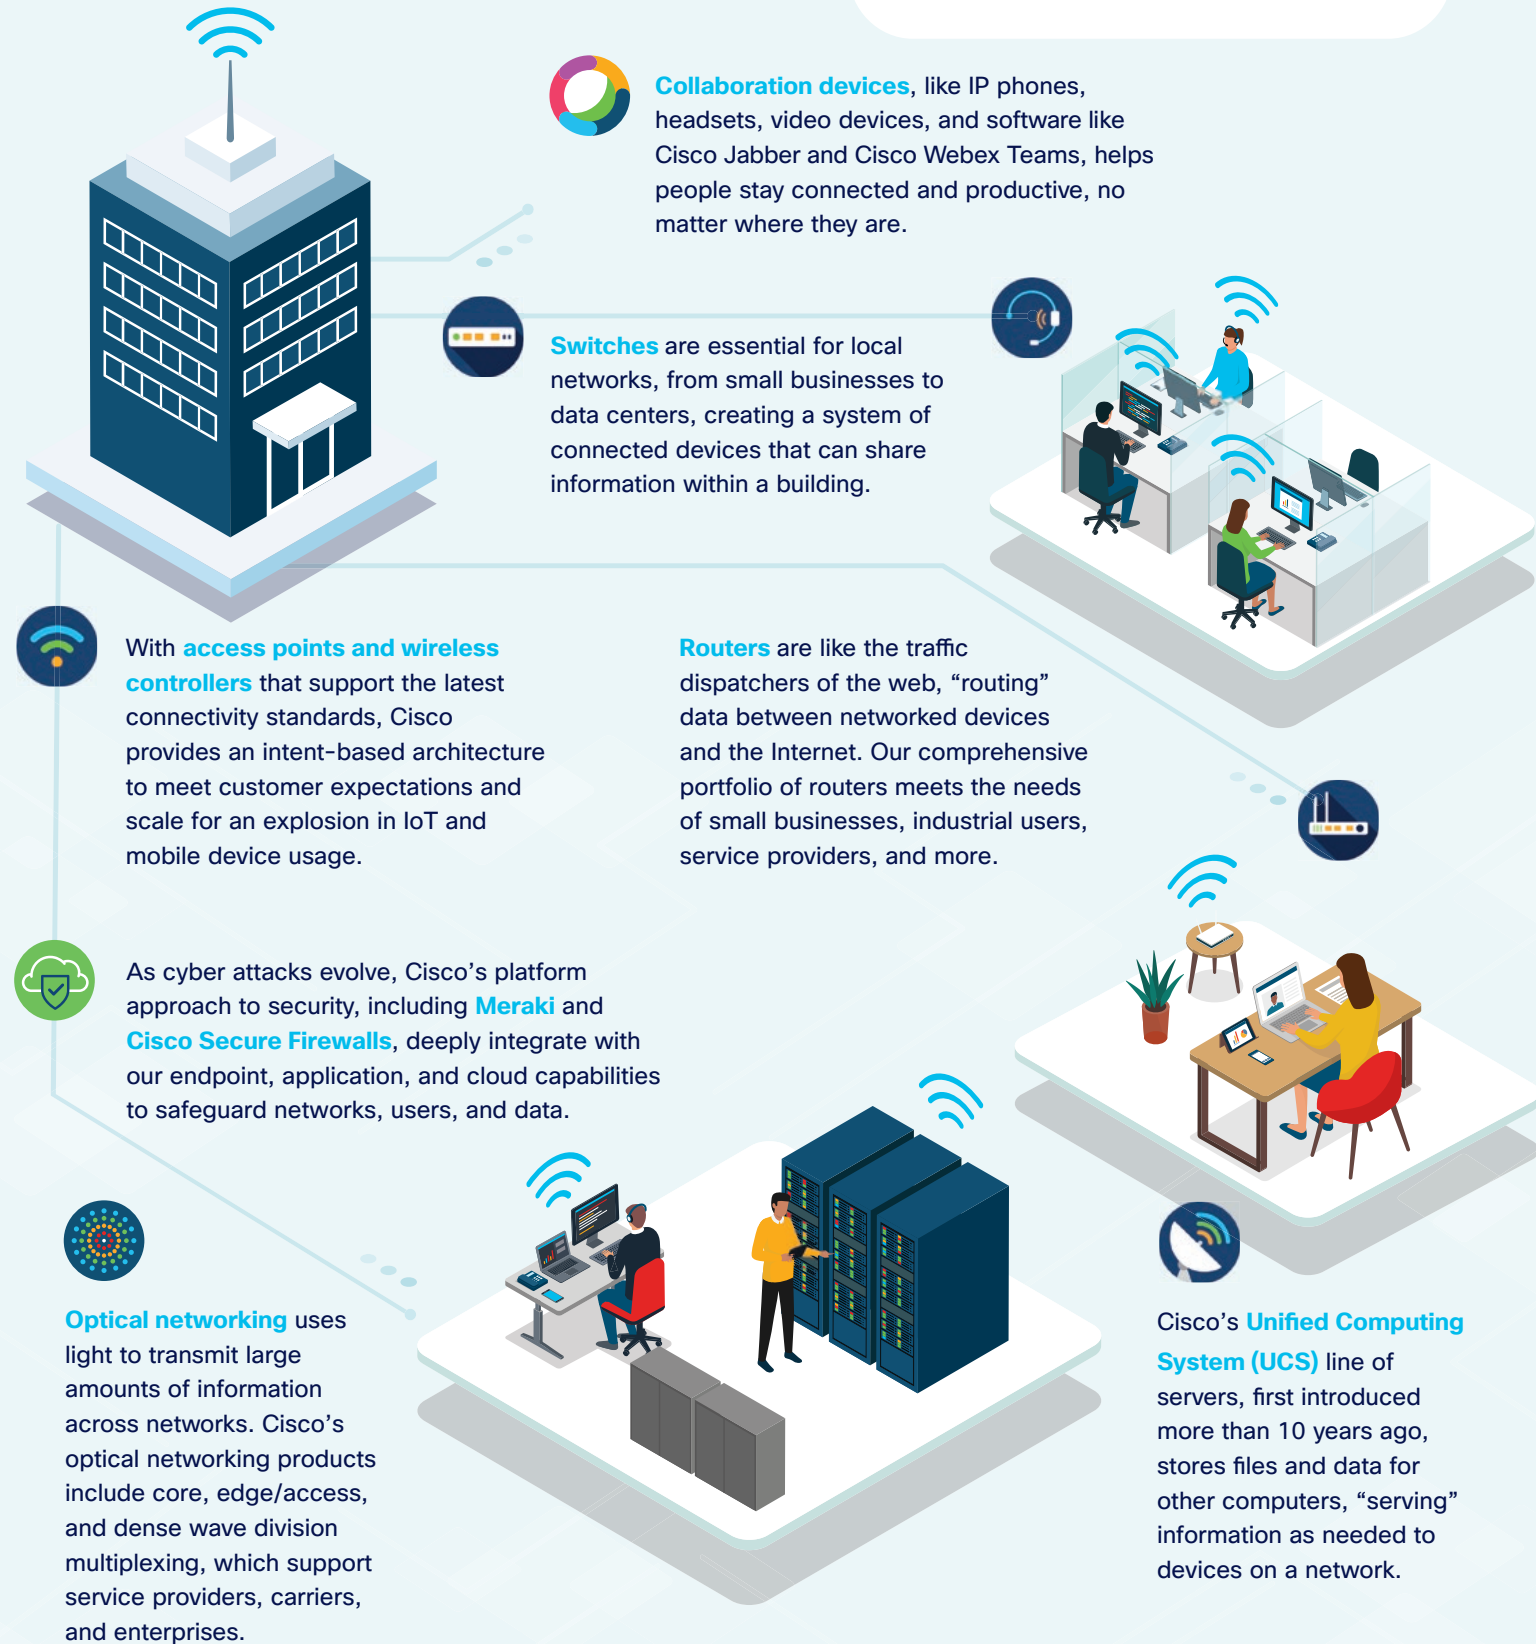 Collaboration devices, like IP phones,
headsets, video devices, and software like
Cisco Jabber and Cisco Webex Teams, helps
people stay connected and productive, no
matter where they are.
Switches are essential for local
networks, from small businesses to
data centers, creating a system of
connected devices that can share
information within a building.
With access points and wireless
controllers that support the latest
connectivity standards, Cisco
provides an intent-based architecture
to meet customer expectations and
scale for an explosion in IoT and
mobile device usage.
Routers are like the traffic
dispatchers of the web, “routing”
data between networked devices
and the Internet. Our comprehensive
portfolio of routers meets the needs
of small businesses, industrial users,
service providers, and more.
As cyber attacks evolve, Cisco’s platform
approach to security, including Meraki and
Cisco Secure Firewalls, deeply integrate with
our endpoint, application, and cloud capabilities
to safeguard networks, users, and data.
Optical networking uses
light to transmit large
amounts of information
across networks. Cisco’s
optical networking products
include core, edge/access,
and dense wave division
multiplexing, which support
service providers, carriers,
and enterprises.
Cisco’s Unified Computing
System (UCS) line of
servers, first introduced
more than 10 years ago,
stores files and data for
other computers, “serving”
information as needed to
devices on a network.